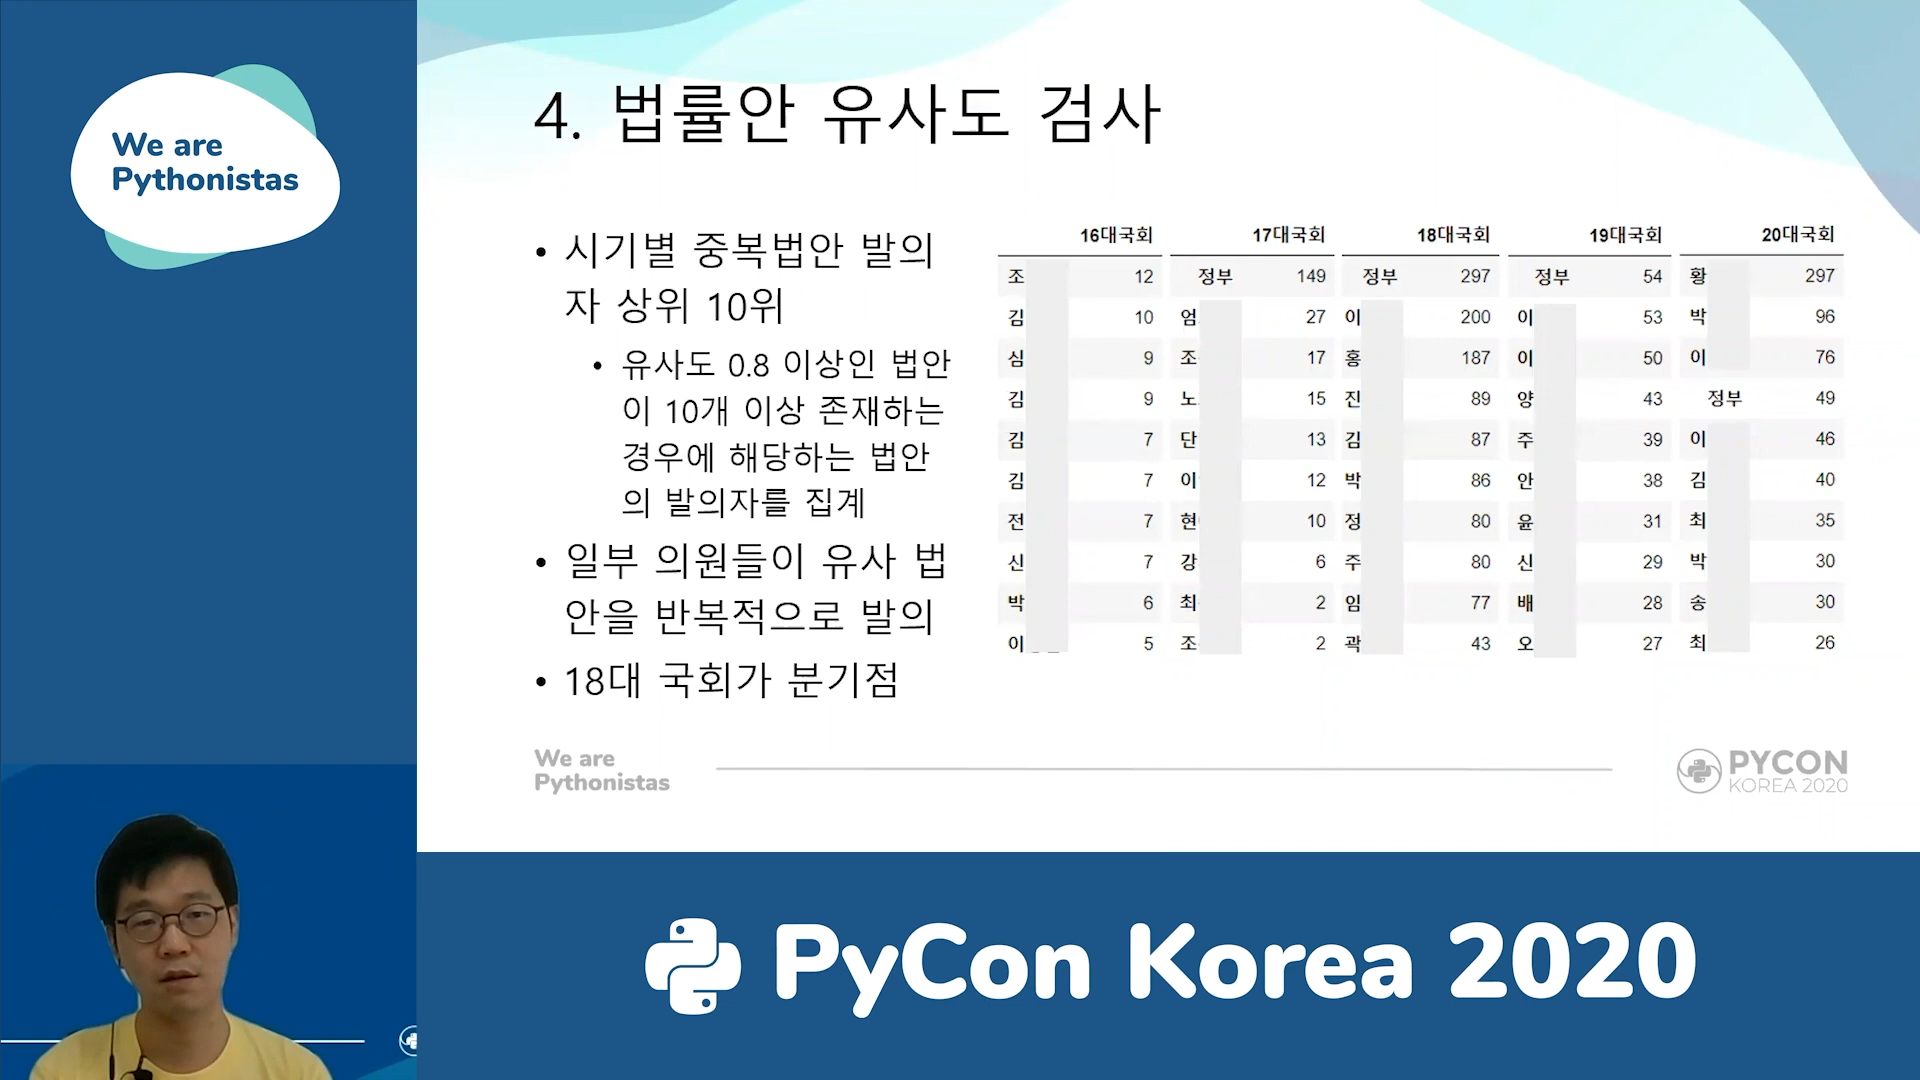 We are
Pythonistas
4. 법률안 유사도 검사
• 시기별 중복법안 발의
자 상위 10위
• 유사도 0.8 이상인 법안
이 10개 이상 존재하는
경우에 해당하는 법안
의 발의자를 집계
• 일부 의원들이 유사 법
안을 반복적으로 발의
• 18대 국회가 분기점
16대국회 17대국회 18대국회 19대국회 20대국회
조 12 정부 149 정부 297 정부 54 황 297
김 10 엄 27 이 200 이 53 박 96
심 9 조 17 홍 187 이 50 이 76
김 9 노 15 진 89 양 43 정부 49
김 7 단 13 김 87 주 39 이 46
김 7 이 12 박 86 안 38 김 40
전 7 현 10 정 80 윤 31 최 35
신 7 강 6 주 80 신 29 박 30
박 6 최 2 임 77 배 28 송 30
이 5 조 2 곽 43 오 27 최 26
We are
Pythonistas
PYCON
KOREA 2020
PyCon Korea 2020